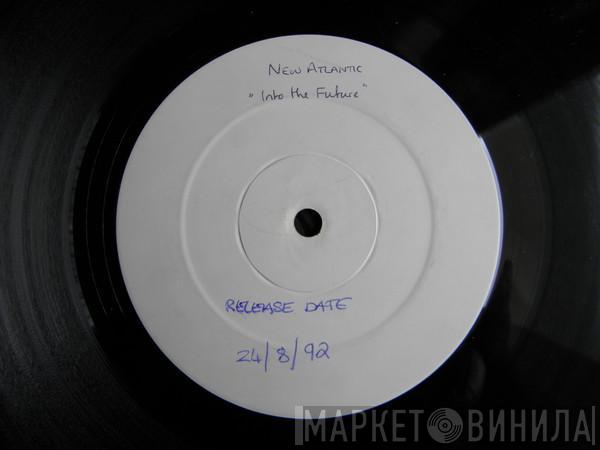 New Atlantic
"Into the Future"
RELEASE DATE
24/8/92
МАРКЕТ ВИНИЛА